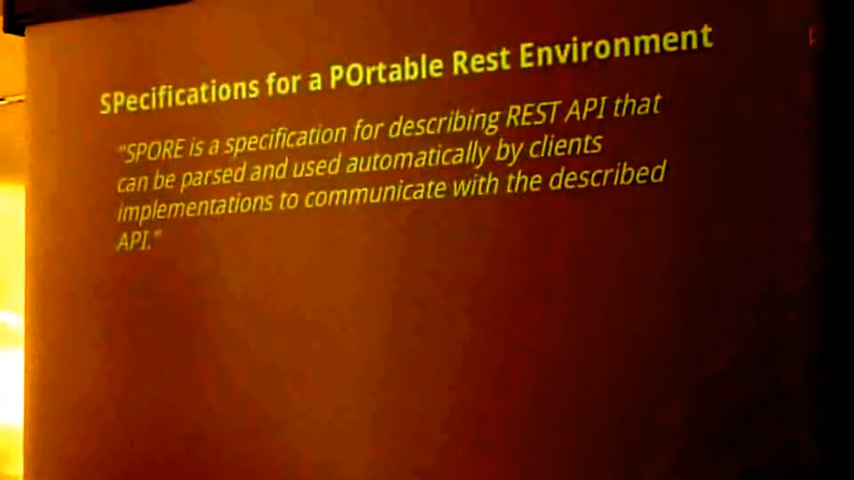 SPecifications for a POrtable Rest Environment
"SPORE is a specification for describing REST API that
can be parsed and used automatically by clients
implementations to communicate with the described
API."